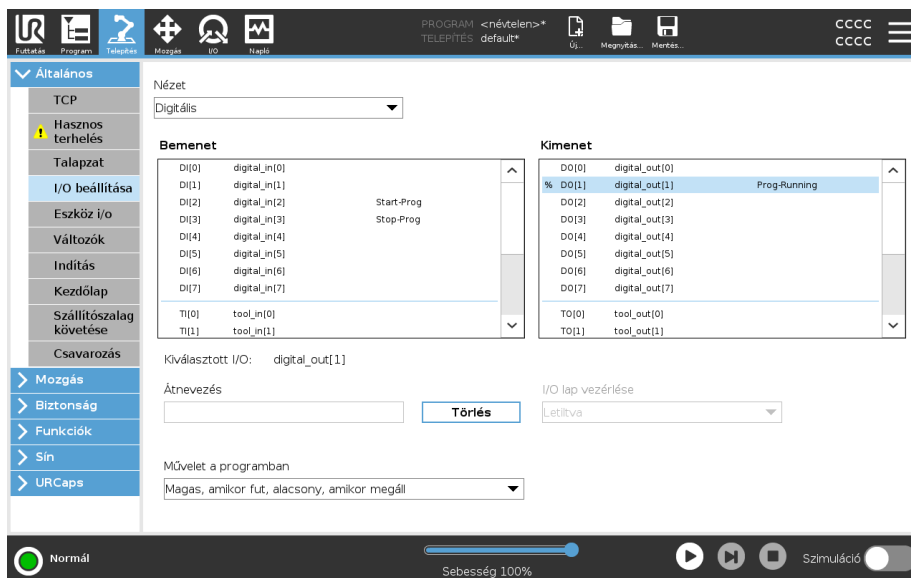 PROGRAM <névtelen>*
TELEPÍTÉS default*
CCCC
CCCC
Futtatás
Program
Telepítés
Mozgás
I/O
Napló
Új...
Megnyitás...
Mentés...
Általános
TCP
Hasznos
terhelés
Talapzat
I/O beállítása
Eszköz i/o
Változók
Indítás
Kezdőlap
Szállítószalag
követése
Csavarozás
Mozgás
Biztonság
Funkciók
Sín
URCaps
Nézet
Digitális
Bemenet
DI[0] digital_in[0]
DI[1] digital_in[1]
DI[2] digital_in[2] Start-Prog
DI[3] digital_in[3] Stop-Prog
DI[4] digital_in[4]
DI[5] digital_in[5]
DI[6] digital_in[6]
DI[7] digital_in[7]
TI[0] tool_in[0]
TI[1] tool_in[1]
Kimenet
DO[0] digital_out[0]
% DO[1] digital_out[1] Prog-Running
DO[2] digital_out[2]
DO[3] digital_out[3]
DO[4] digital_out[4]
DO[5] digital_out[5]
DO[6] digital_out[6]
DO[7] digital_out[7]
TO[0] tool_out[0]
TO[1] tool_out[1]
Kiválasztott I/O: digital_out[1]
Átnevezés
Törlés
I/O lap vezérlése
Letiltva
Művelet a programban
Magas, amikor fut, alacsony, amikor megáll
Normál
Sebesség 100%
Szimuláció